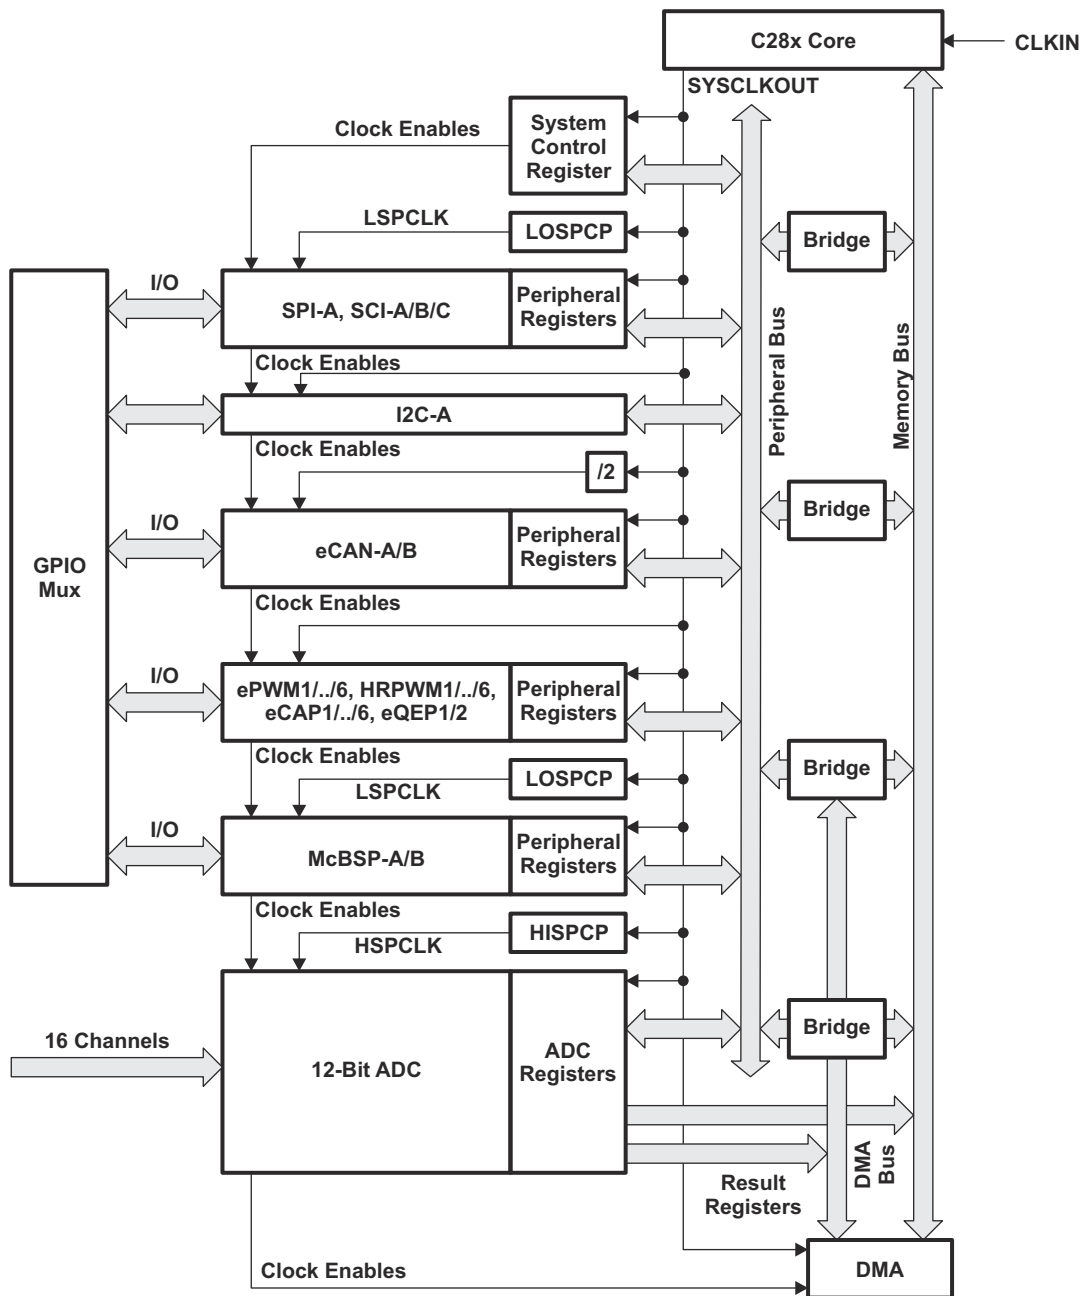 C28x Core
CLKIN
SYSCLKOUT
Clock Enables
System
Control
Register
LSPCLK
LOSPCP
Bridge
I/O
SPI-A, SCI-A/B/C
Peripheral
Registers
Peripheral Bus
Memory Bus
Clock Enables
I2C-A
Clock Enables
/2
Bridge
I/O
eCAN-A/B
Peripheral
Registers
GPIO
Mux
Clock Enables
I/O
ePWM1/../6, HRPWM1/../6,
eCAP1/../6, eQEP1/2
Peripheral
Registers
Clock Enables
LSPCLK
LOSPCP
Bridge
I/O
McBSP-A/B
Peripheral
Registers
Clock Enables
HSPCLK
HISPCP
16 Channels
12-Bit ADC
ADC
Registers
Bridge
DMA
Bus
Result
Registers
Clock Enables
DMA